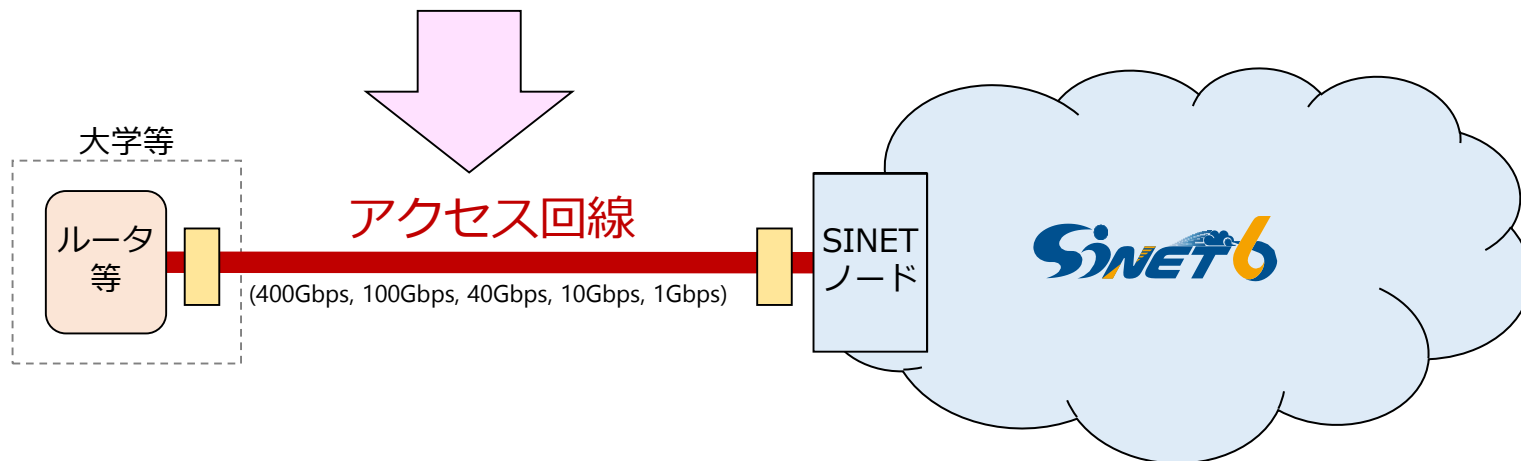 大学等
アクセス回線
ルータ
等
(400Gbps, 100Gbps, 40Gbps, 10Gbps, 1Gbps)
SINET
ノード
SINET6